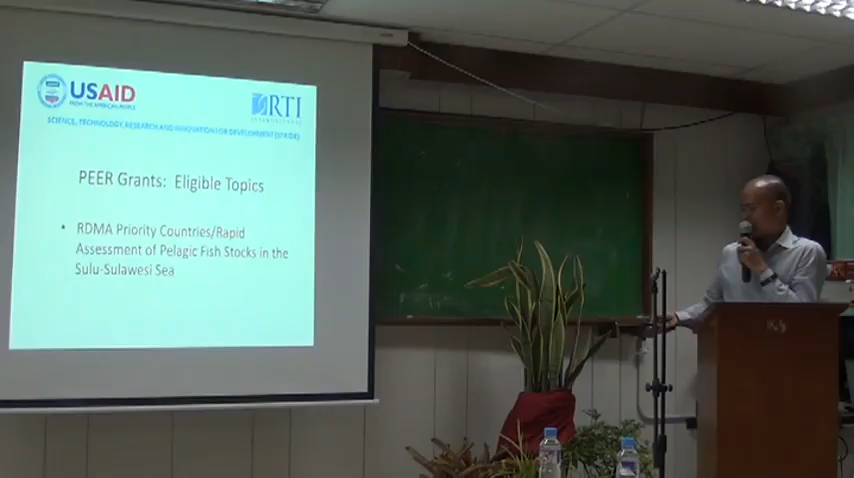 USAID
FROM THE AMERICAN PEOPLE
RTI
INTERNATIONAL
SCIENCE, TECHNOLOGY, RESEARCH AND INNOVATION FOR DEVELOPMENT (STRIDE)
PEER Grants: Eligible Topics
• RDMA Priority Countries/Rapid
Assessment of Pelagic Fish Stocks in the
Sulu-Sulawesi Sea